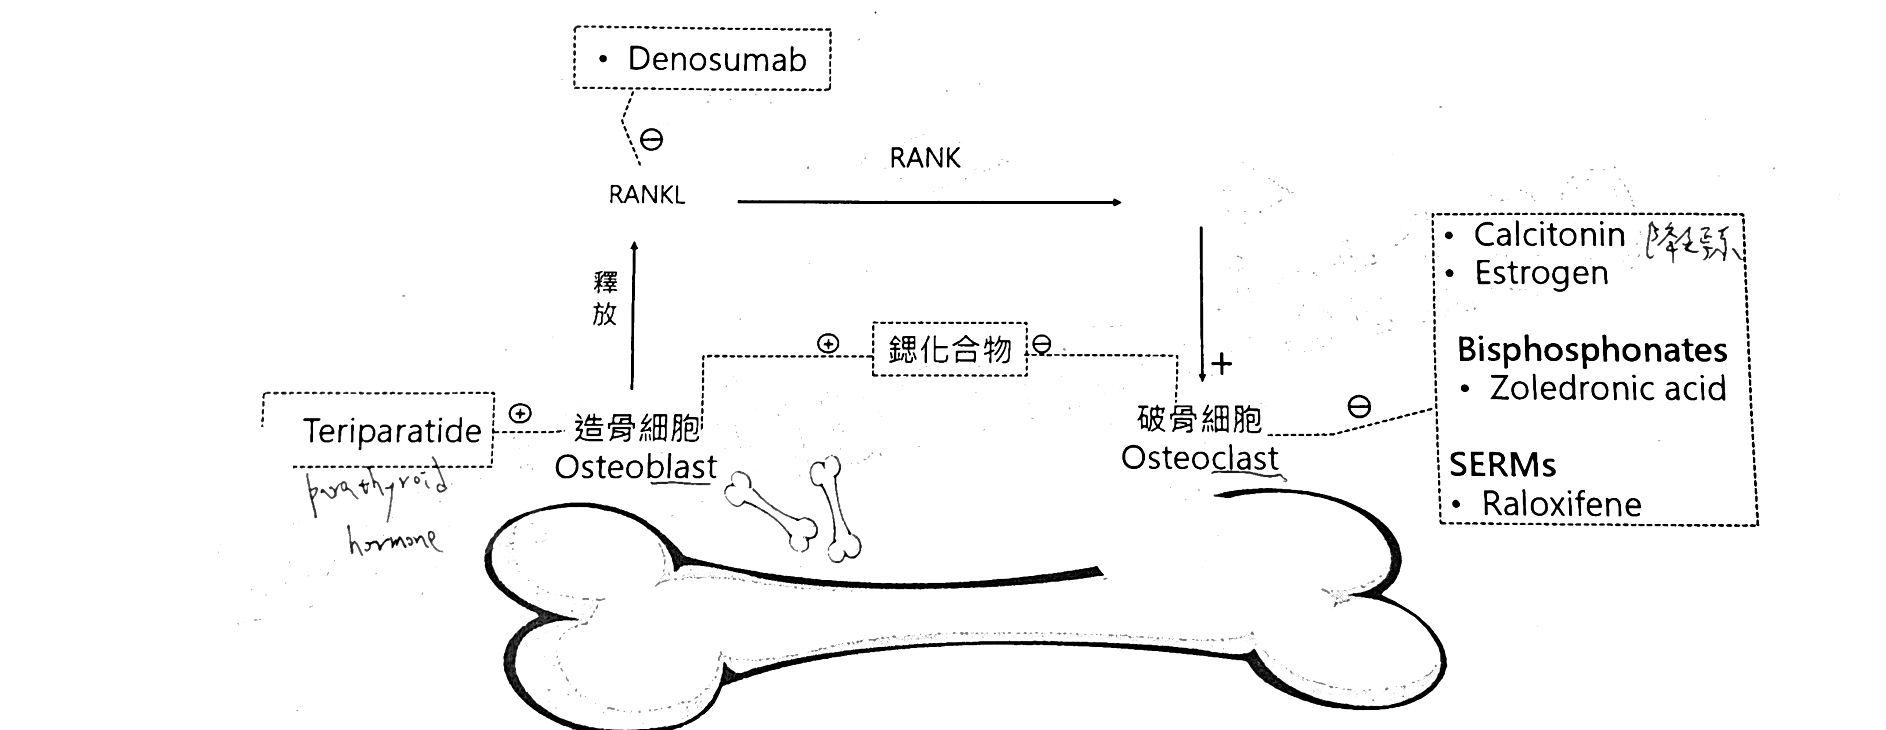 • Denosumab
⊖
RANK
RANKL
釋
放
• Calcitonin 降鈣素
• Estrogen
⊕ 鍶化合物 ⊖
+
Bisphosphonates
• Zoledronic acid
⊖
Teriparatide
⊕
造骨細胞
Osteoblast
破骨細胞
Osteoclast
SERMs
• Raloxifene
parathyroid
hormone